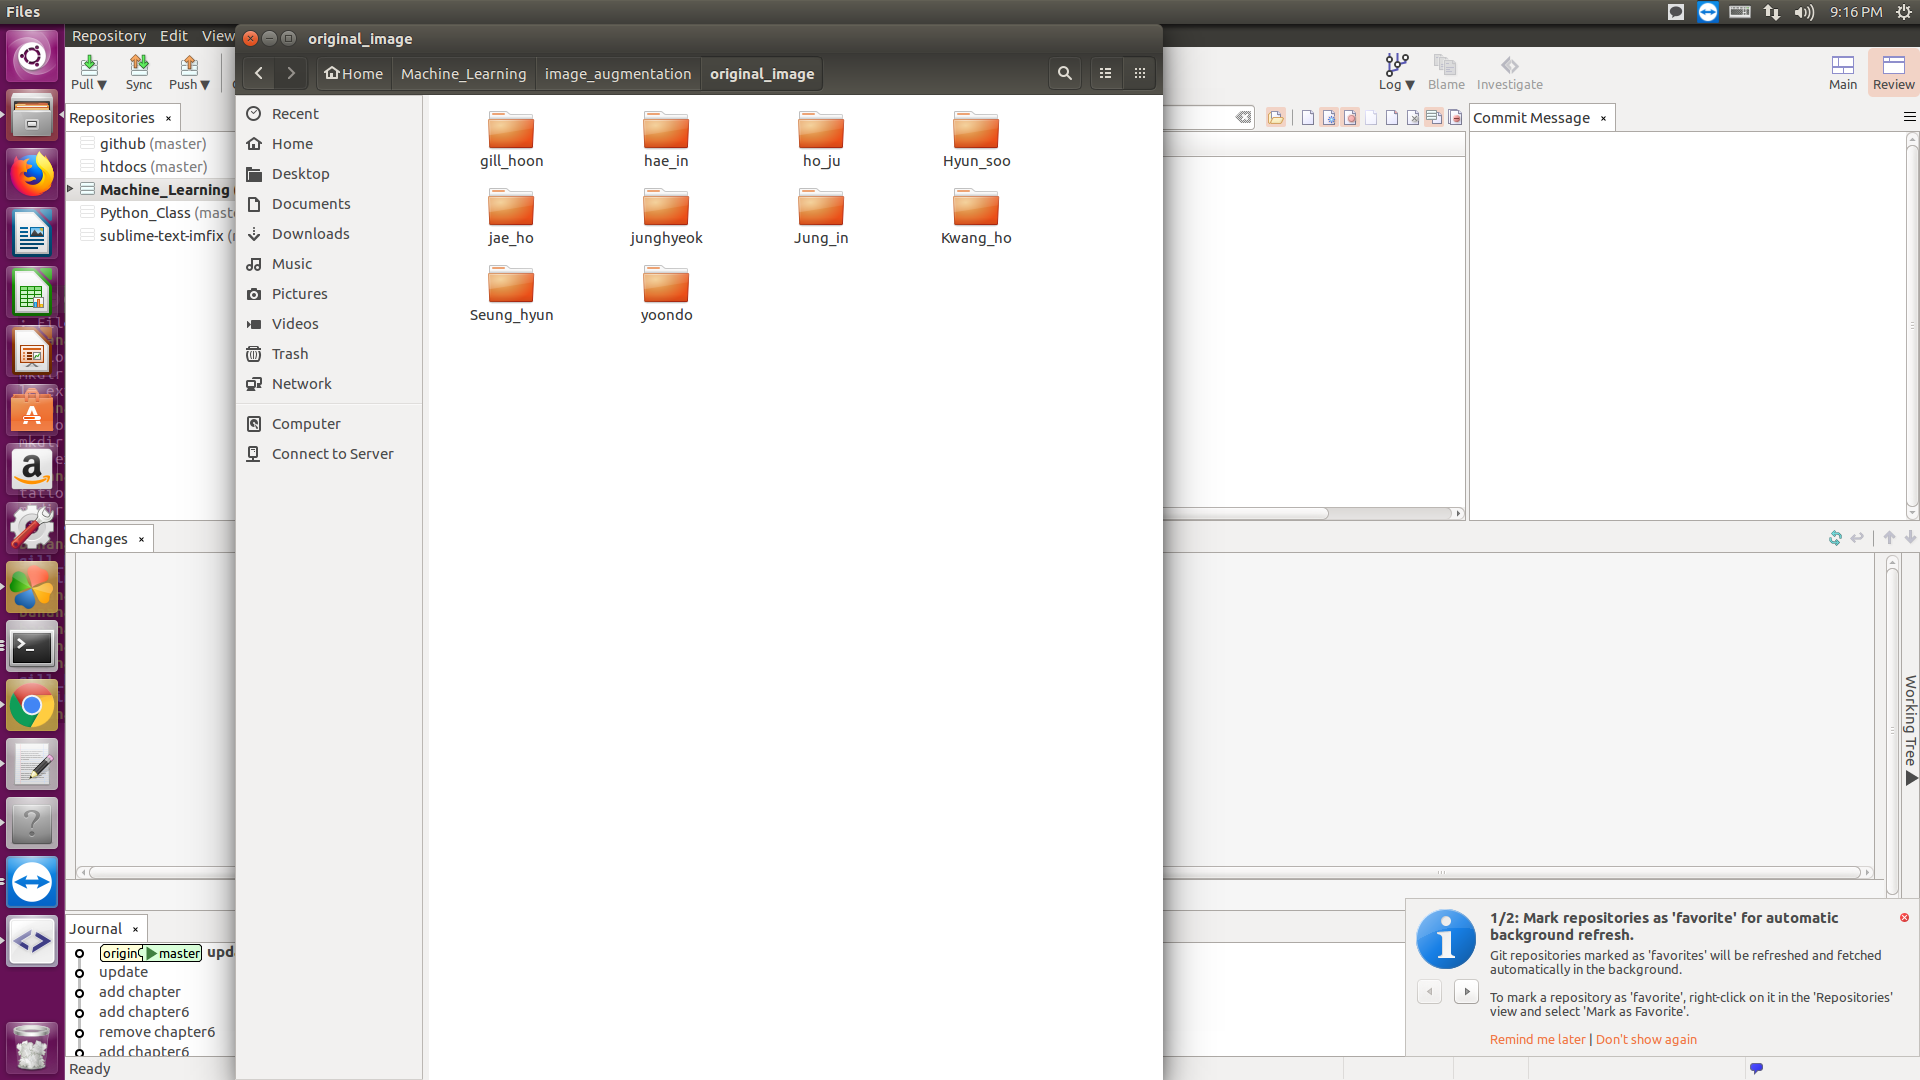 Files
9:16 PM
Repository Edit View
original_image
Home Machine_Learning image_augmentation original_image
Pull Sync Push
Log Blame Investigate
Main Review
Repositories
github (master)
htdocs (master)
Machine_Learning
Python_Class
sublime-text-imfix
Recent
Home
Desktop
Documents
Downloads
Music
Pictures
Videos
Trash
Network
Computer
Connect to Server
gill_hoon hae_in ho_ju Hyun_soo
jae_ho junghyeok Jung_in Kwang_ho
Seung_hyun yoondo
Commit Message
Changes
Working Tree
Journal
origin master
update
add chapter
add chapter6
remove chapter6
add chapter6
Ready
1/2: Mark repositories as 'favorite' for automatic
background refresh.
Git repositories marked as 'favorites' will be refreshed and fetched
automatically in the background.
To mark a repository as 'favorite', right-click on it in the 'Repositories'
view and select 'Mark as Favorite'.
Remind me later | Don't show again